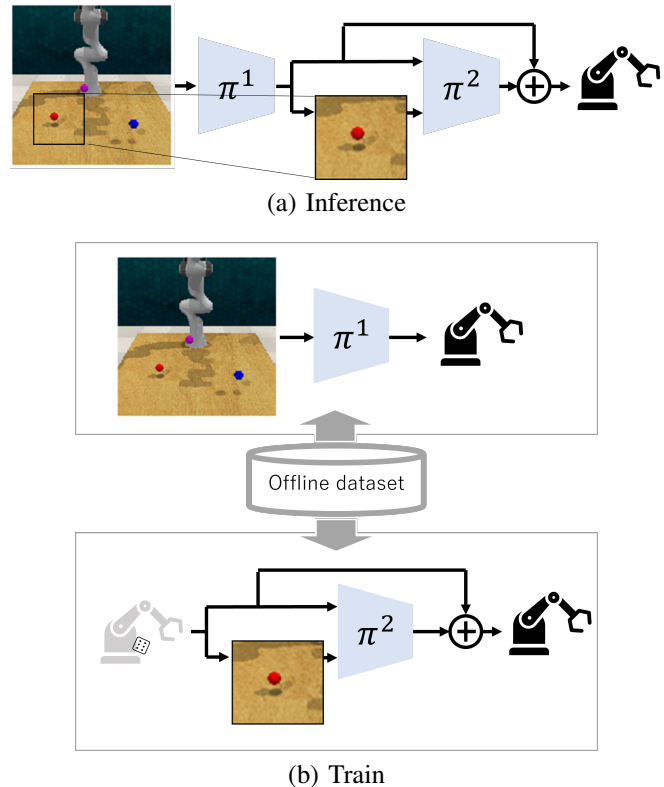 π¹
π²
(a) Inference
π¹
Offline dataset
π²
(b) Train